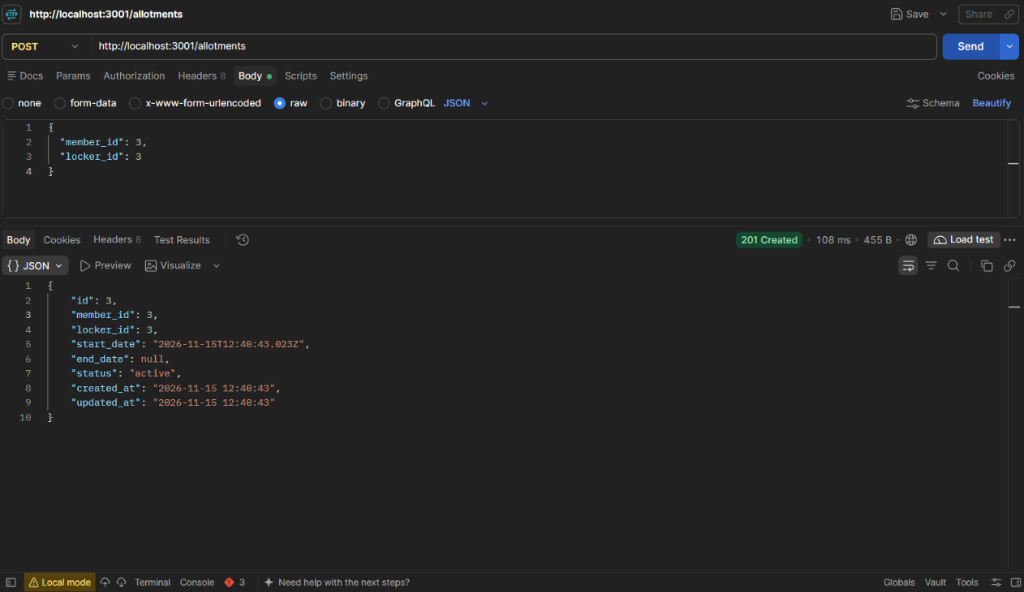 HTTP http://localhost:3001/allotments Save Share
POST http://localhost:3001/allotments Send
Docs Params Authorization Headers 8 Body Scripts Settings Cookies
none form-data x-www-form-urlencoded raw binary GraphQL JSON Schema Beautify
1 {
2 "member_id": 3,
3 "locker_id": 3
4 }
Body Cookies Headers 8 Test Results 201 Created 108 ms 455 B Load test
{} JSON Preview Visualize
1 {
2 "id": 3,
3 "member_id": 3,
4 "locker_id": 3,
5 "start_date": "2026-11-15T12:40:43.023Z",
6 "end_date": null,
7 "status": "active",
8 "created_at": "2026-11-15 12:40:43",
9 "updated_at": "2026-11-15 12:40:43"
10 }
Local mode Terminal Console 3 Need help with the next steps? Globals Vault Tools